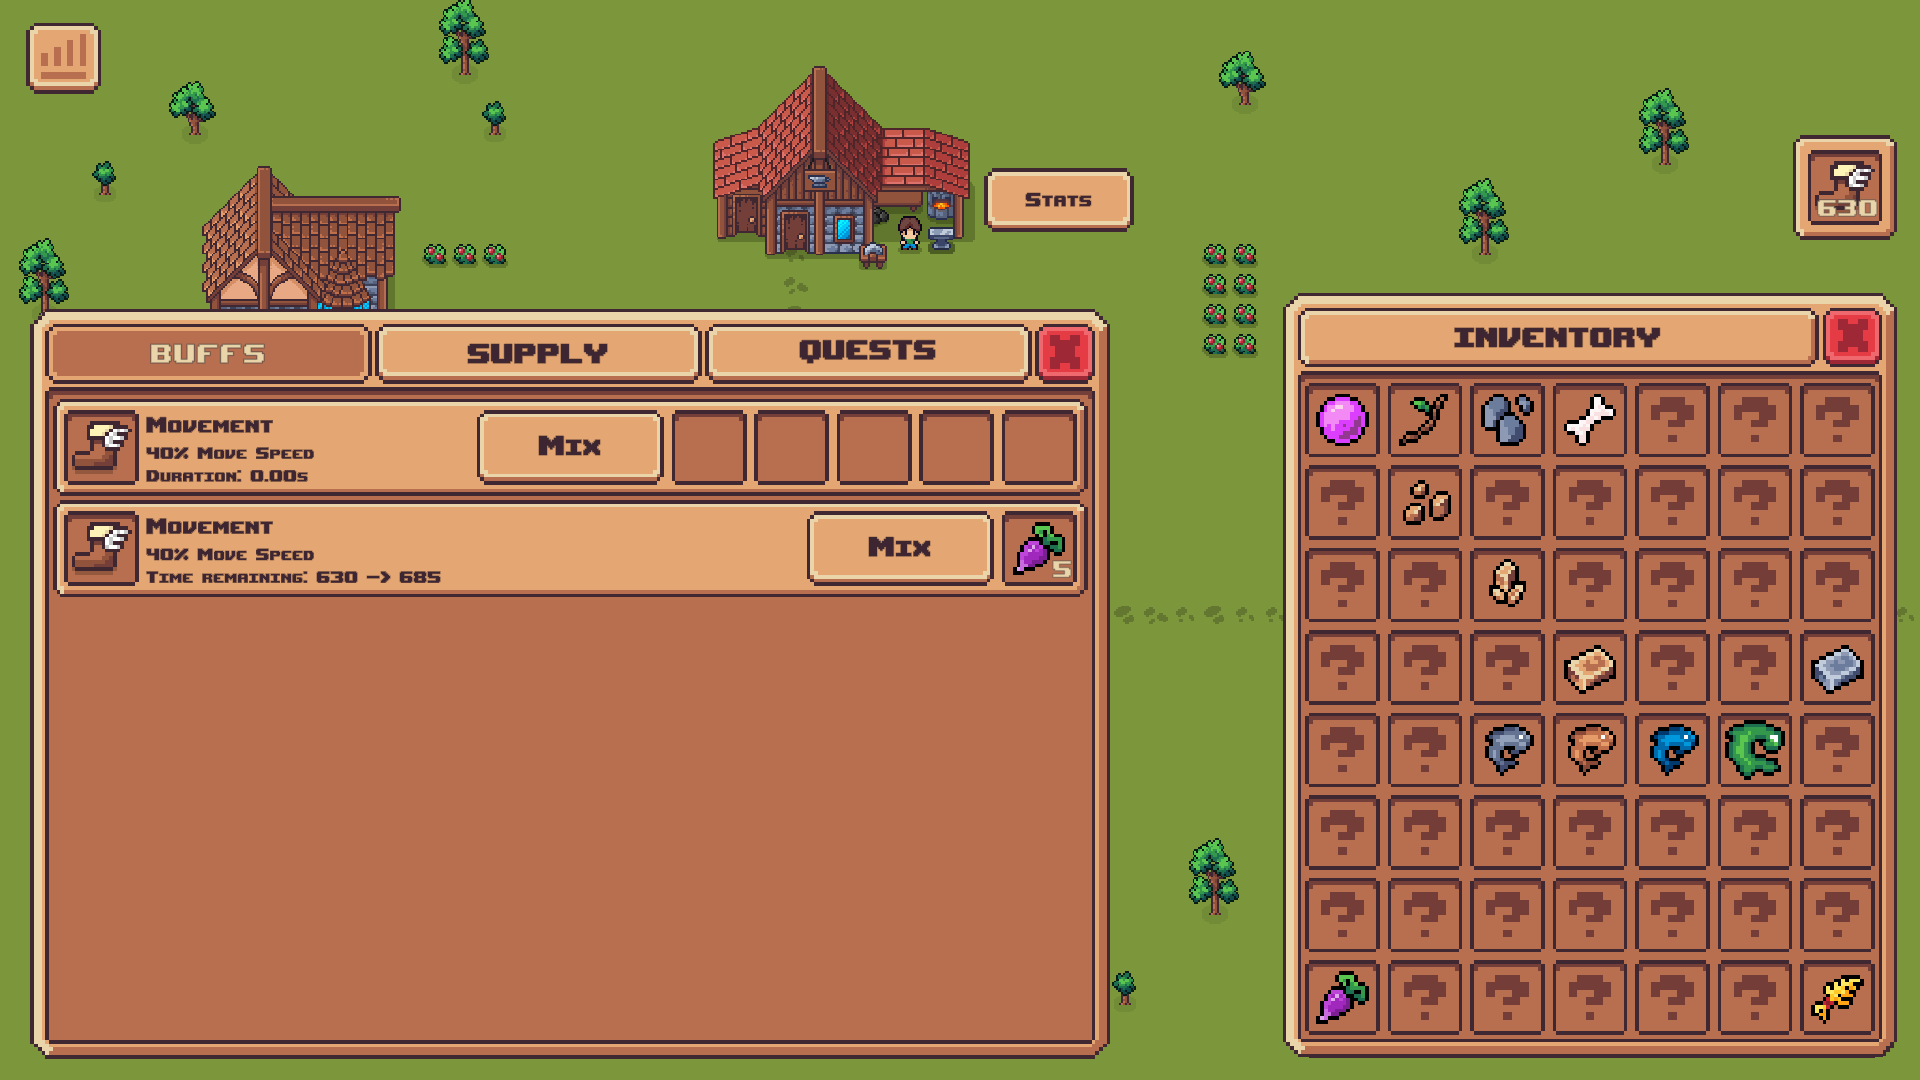 Stats
630
Buffs
Supply
Quests
Inventory
Movement
40% Move Speed
Duration: 0.00s
Mix
Movement
40% Move Speed
Time remaining: 630 -> 685
Mix
5